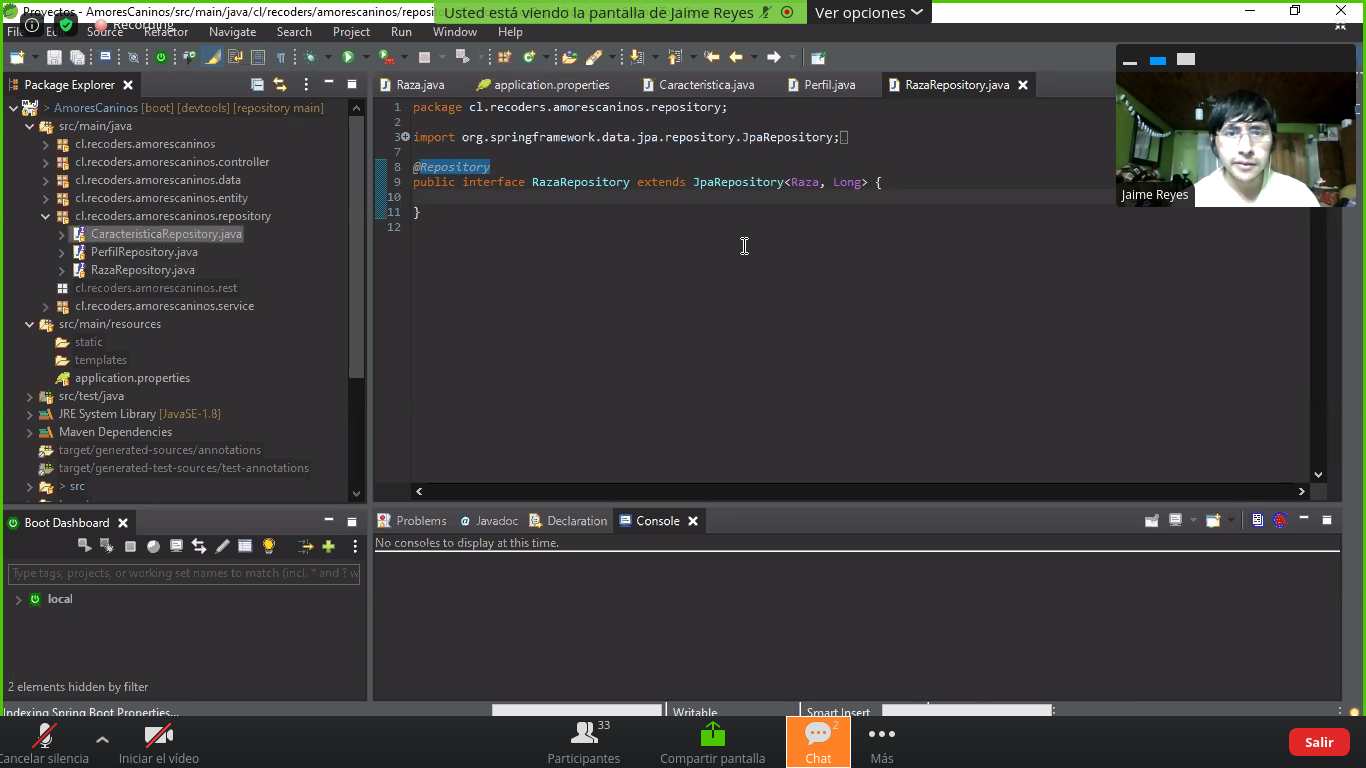 Proyectos - AmoresCaninos/src/main/java/cl/recoders/amorescaninos/reposi
Usted está viendo la pantalla de Jaime Reyes
Ver opciones
Recording
Source Refactor Navigate Search Project Run Window Help
Package Explorer
Raza.java
application.properties
Caracteristica.java
Perfil.java
RazaRepository.java
> AmoresCaninos [boot] [devtools] [repository main]
src/main/java
cl.recoders.amorescaninos
cl.recoders.amorescaninos.controller
cl.recoders.amorescaninos.data
cl.recoders.amorescaninos.entity
cl.recoders.amorescaninos.repository
CaracteristicaRepository.java
PerfilRepository.java
RazaRepository.java
cl.recoders.amorescaninos.rest
cl.recoders.amorescaninos.service
src/main/resources
static
templates
application.properties
src/test/java
JRE System Library [JavaSE-1.8]
Maven Dependencies
target/generated-sources/annotations
target/generated-test-sources/test-annotations
> src
1 package cl.recoders.amorescaninos.repository;
2
3 import org.springframework.data.jpa.repository.JpaRepository;
7
8 @Repository
9 public interface RazaRepository extends JpaRepository<Raza, Long> {
10
11 }
12
Jaime Reyes
Boot Dashboard
Type tags, projects, or working set names to match (incl. * and ? w
local
2 elements hidden by filter
Problems
@ Javadoc
Declaration
Console
No consoles to display at this time.
Indexing Spring Boot Properties...
Writable
Smart Insert
Cancelar silencia
Iniciar el vídeo
33
Participantes
Compartir pantalla
2
Chat
Más
Salir